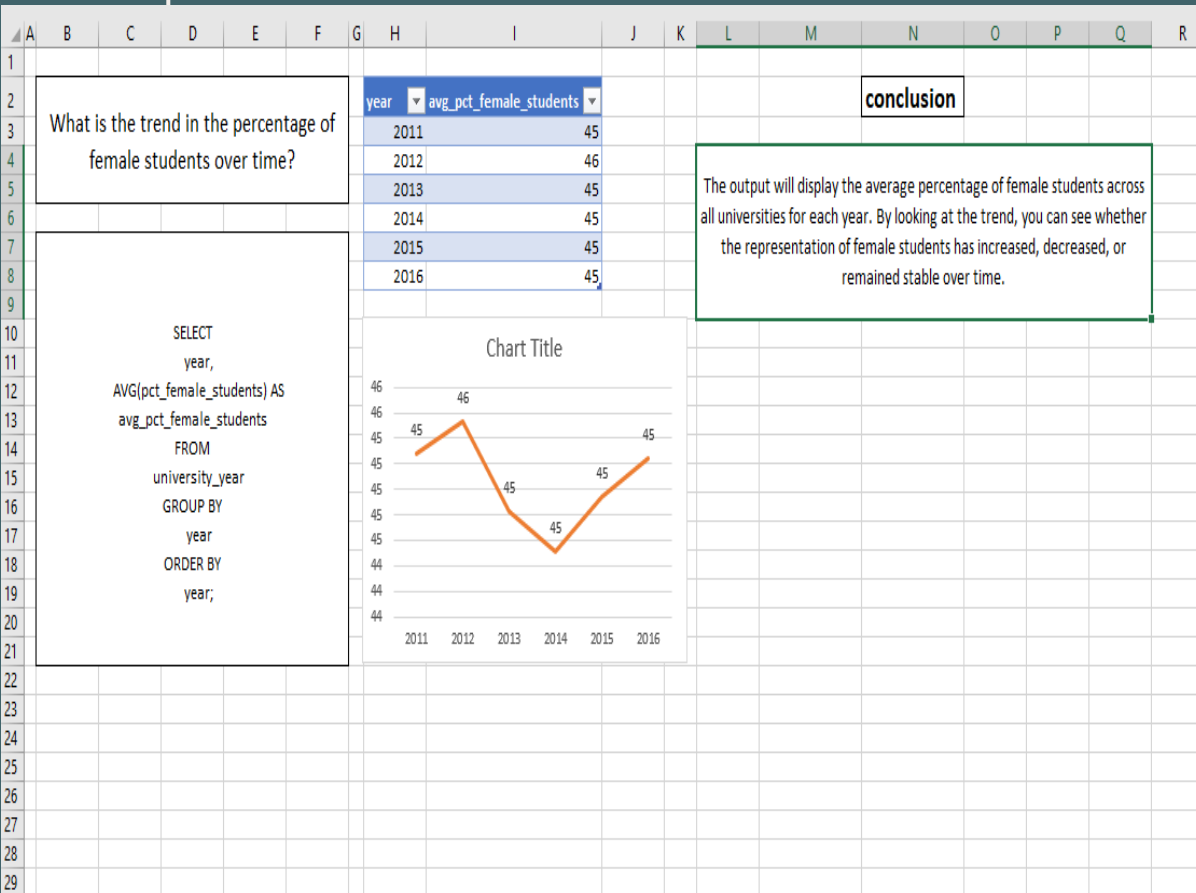 A B C D E F G H I J K L M N O P Q R
1
2
3
4
5
6
7
8
9
10
11
12
13
14
15
16
17
18
19
20
21
22
23
24
25
26
27
28
29
What is the trend in the percentage of
female students over time?
SELECT
year,
AVG(pct_female_students) AS
avg_pct_female_students
FROM
university_year
GROUP BY
year
ORDER BY
year;
year avg_pct_female_students
2011 45
2012 46
2013 45
2014 45
2015 45
2016 45
Chart Title
46
46
45
45
45
45
45
44
44
44
45
46
45
45
45
45
2011 2012 2013 2014 2015 2016
conclusion
The output will display the average percentage of female students across
all universities for each year. By looking at the trend, you can see whether
the representation of female students has increased, decreased, or
remained stable over time.